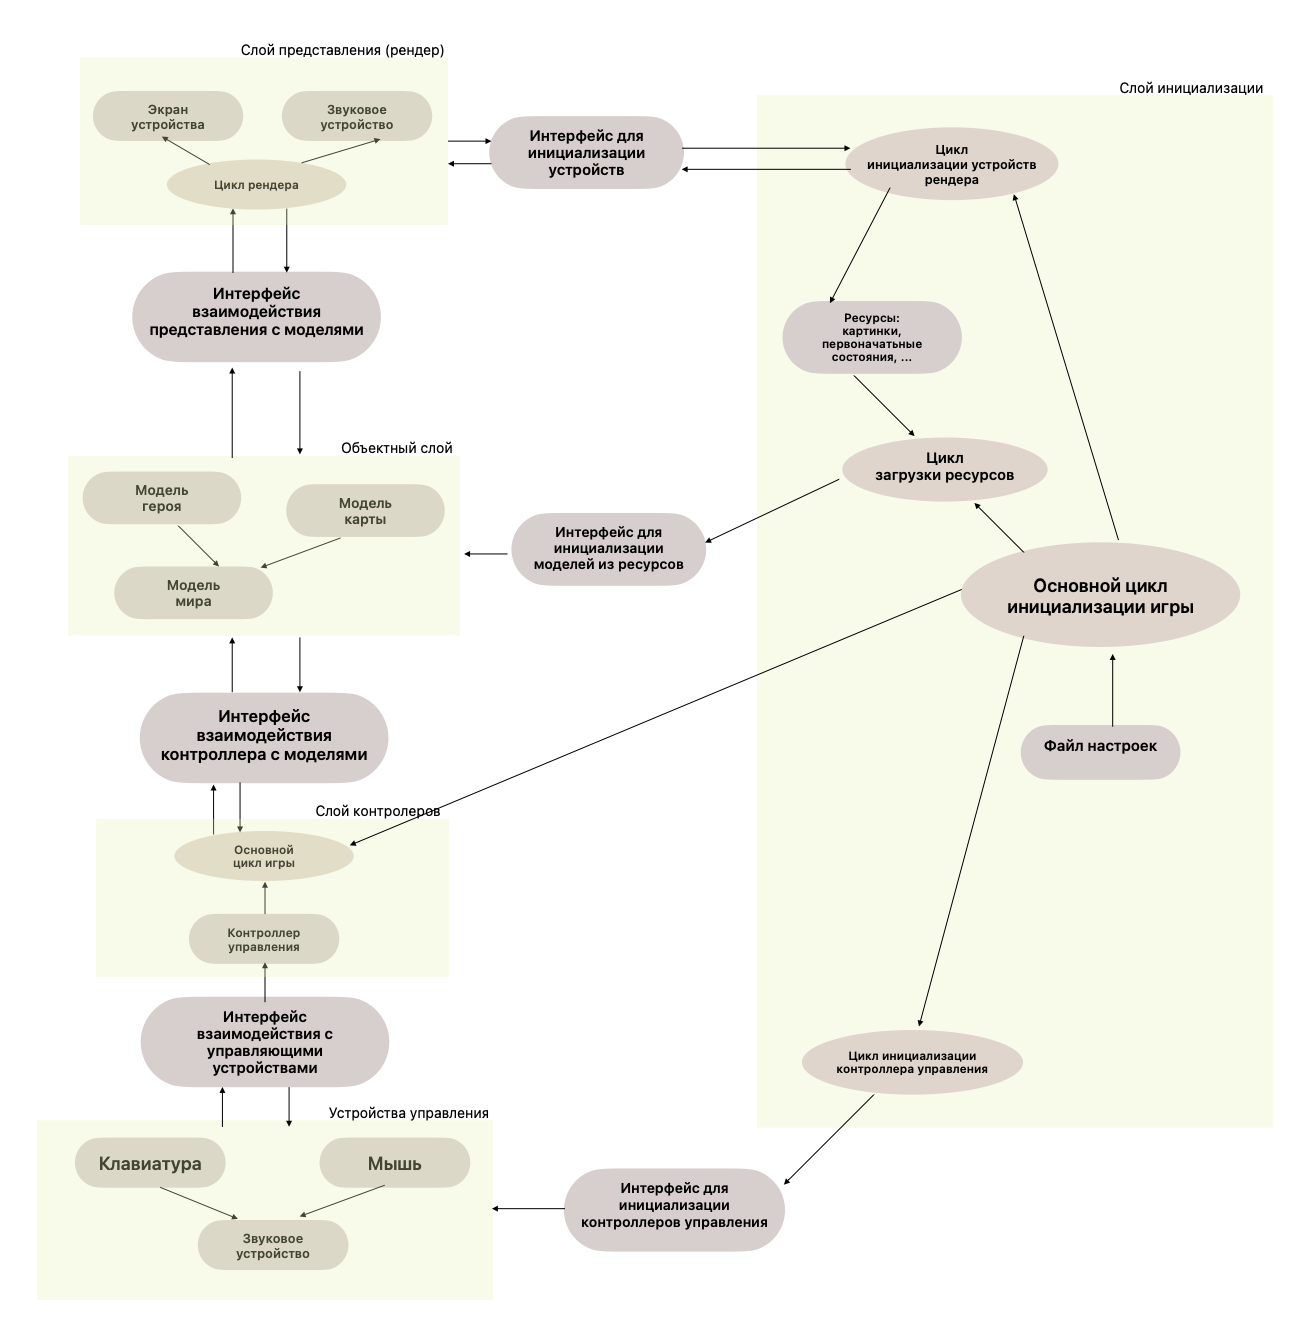 Слой представления (рендер)
Экран
устройства
Звуковое
устройство
Цикл рендера
Интерфейс для
инициализации
устройств
Слой инициализации
Цикл
инициализации устройств
рендера
Интерфейс
взаимодействия
представления с моделями
Ресурсы:
картинки,
первоначатьные
состояния, ...
Объектный слой
Модель
героя
Модель
карты
Модель
мира
Цикл
загрузки ресурсов
Интерфейс для
инициализации
моделей из ресурсов
Основной цикл
инициализации игры
Файл настроек
Интерфейс
взаимодействия
контроллера с моделями
Слой контролеров
Основной
цикл игры
Контроллер
управления
Интерфейс
взаимодействия с
управляющими
устройствами
Цикл инициализации
контроллера управления
Устройства управления
Клавиатура
Мышь
Звуковое
устройство
Интерфейс для
инициализации
контроллеров управления